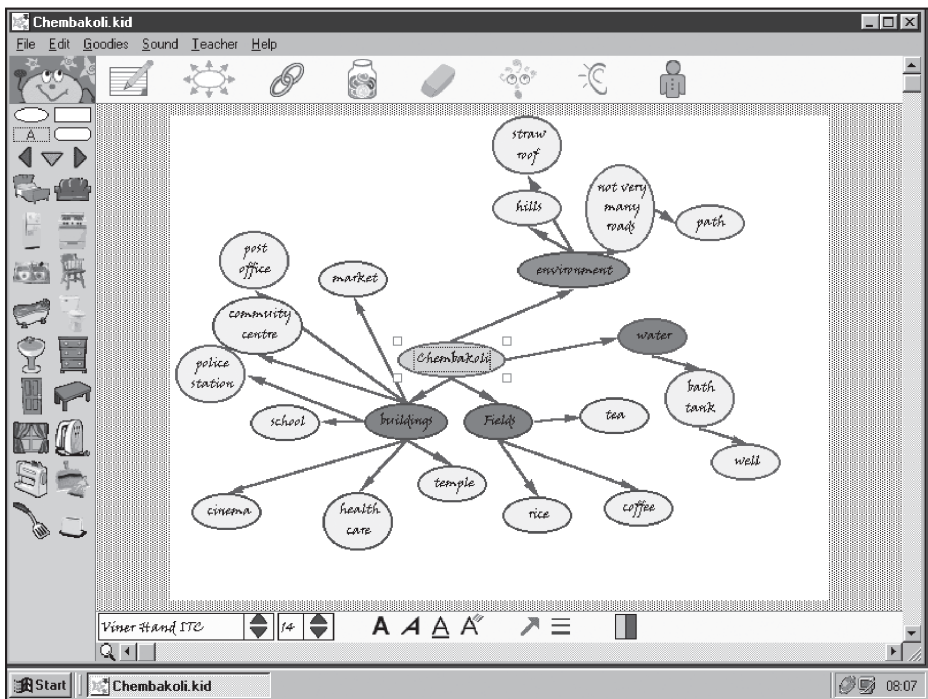 Chembakoli.kid
File Edit Goodies Sound Teacher Help
A
straw
roof
hills
not very
many
roads
path
environment
post
office
market
commuity
centre
police
station
Chembakoli
water
bath
tank
well
school
buildings
Fields
tea
cinema
health
care
temple
rice
coffee
Viner Hand ITC
14
A A A A
Start
Chembakoli.kid
08:07